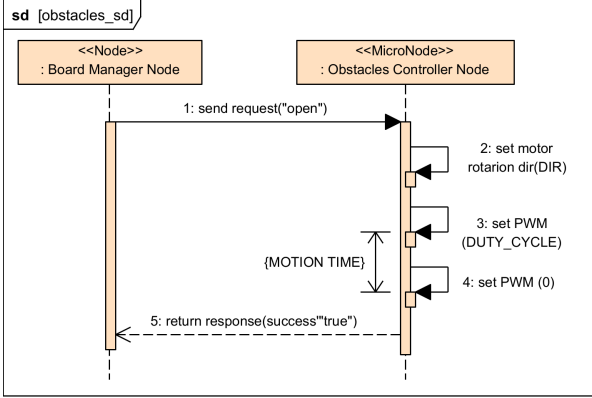 sd [obstacles_sd]
<<Node>>
: Board Manager Node
<<MicroNode>>
: Obstacles Controller Node
1: send request("open")
2: set motor
rotarion dir(DIR)
3: set PWM
(DUTY_CYCLE)
{MOTION TIME}
4: set PWM (0)
5: return response(success'"true")